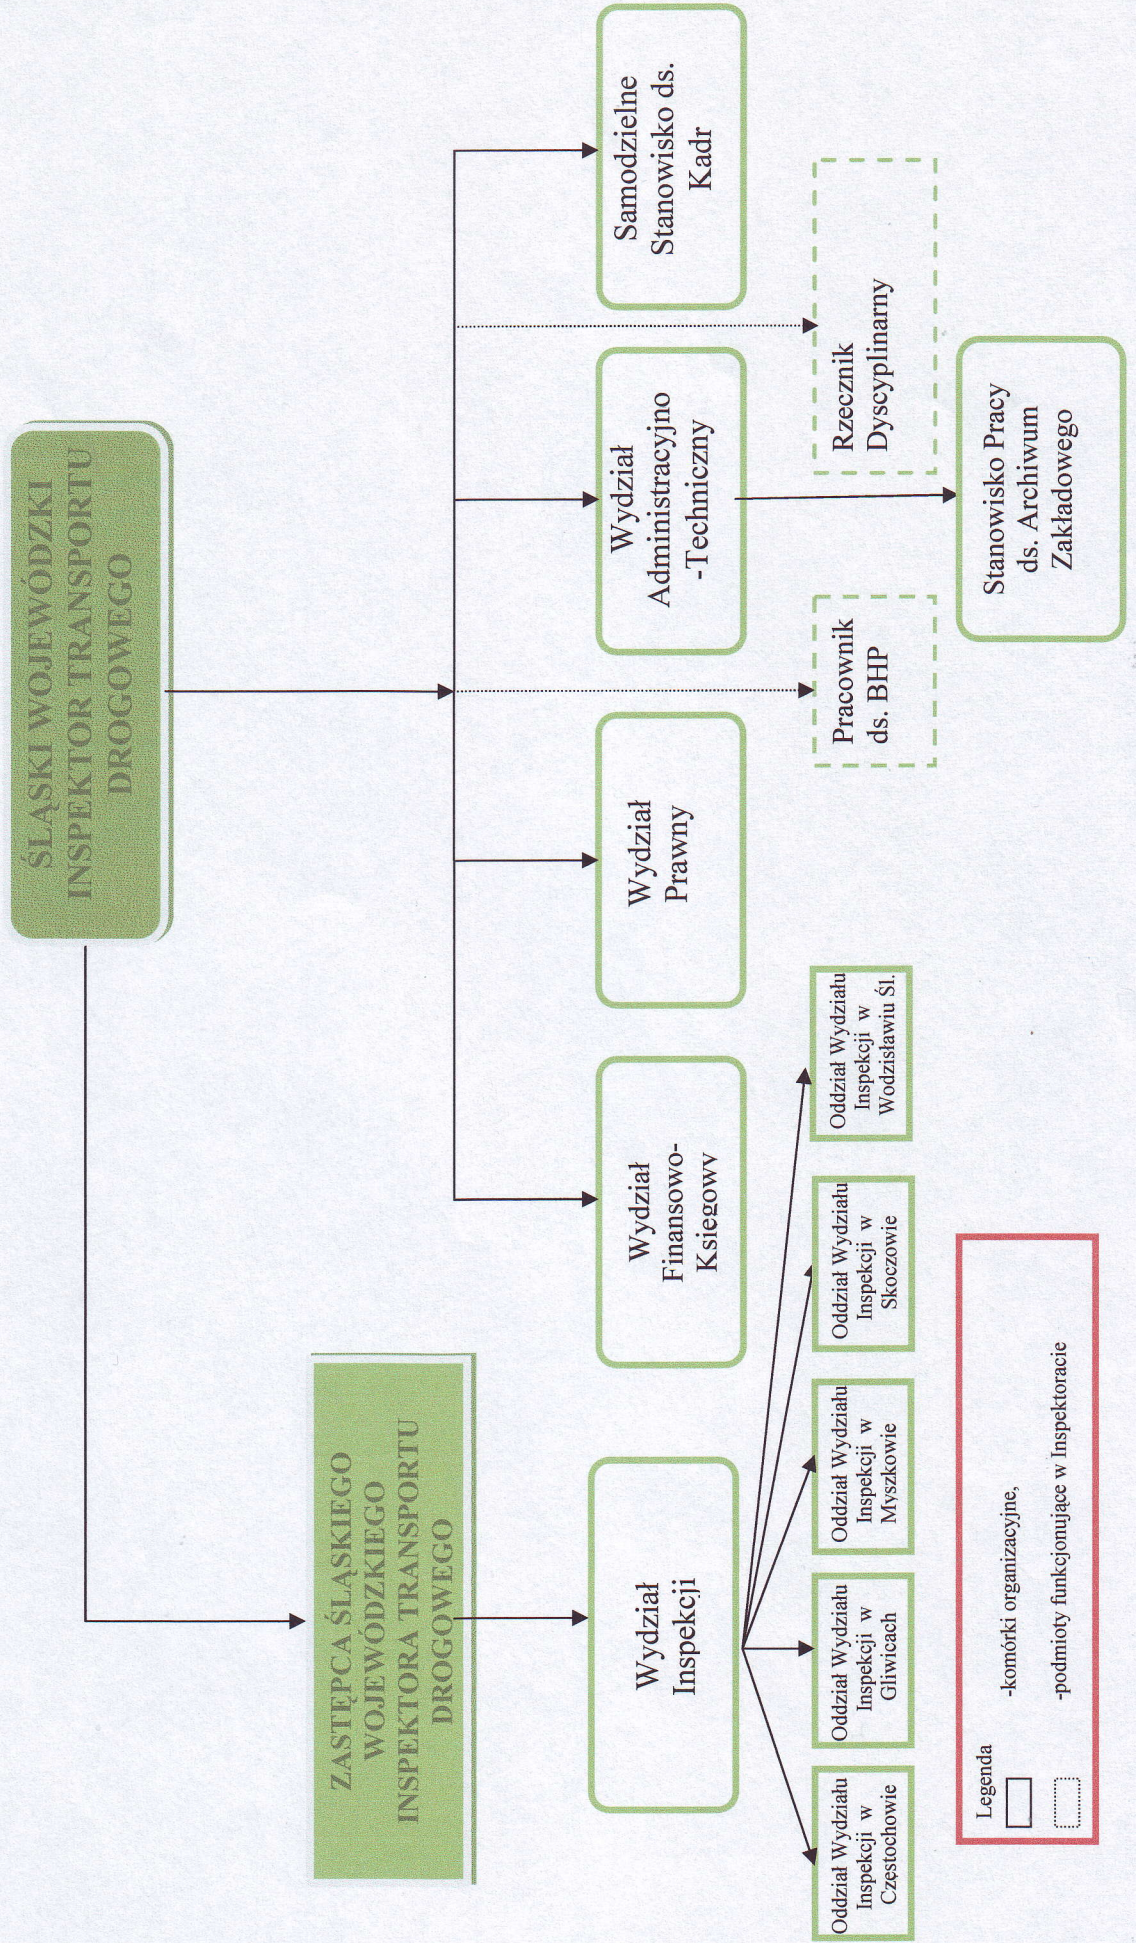 ŚLĄSKI WOJEWÓDZKI
INSPEKTOR TRANSPORTU
DROGOWEGO
ZASTĘPCA ŚLĄSKIEGO
WOJEWÓDZKIEGO
INSPEKTORA TRANSPORTU
DROGOWEGO
Wydział
Inspekcji
Wydział
Finansowo-
Księgowy
Wydział
Prawny
Wydział
Administracyjno
-Techniczny
Samodzielne
Stanowisko ds.
Kadr
Oddział Wydziału
Inspekcji w
Częstochowie
Oddział Wydziału
Inspekcji w
Gliwicach
Oddział Wydziału
Inspekcji w
Myszkowie
Oddział Wydziału
Inspekcji w
Skoczowie
Oddział Wydziału
Inspekcji w
Wodzisławiu Śl.
Pracownik
ds. BHP
Rzecznik
Dyscyplinarny
Stanowisko Pracy
ds. Archiwum
Zakładowego
Legenda
-komórki organizacyjne,
-podmioty funkcjonujące w Inspektoracie